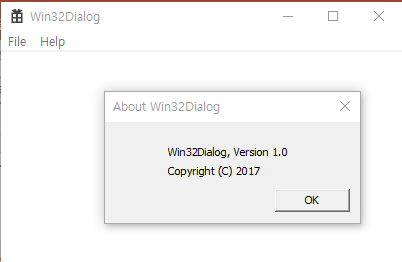 Win32Dialog
File Help
About Win32Dialog
Win32Dialog, Version 1.0
Copyright (C) 2017
OK